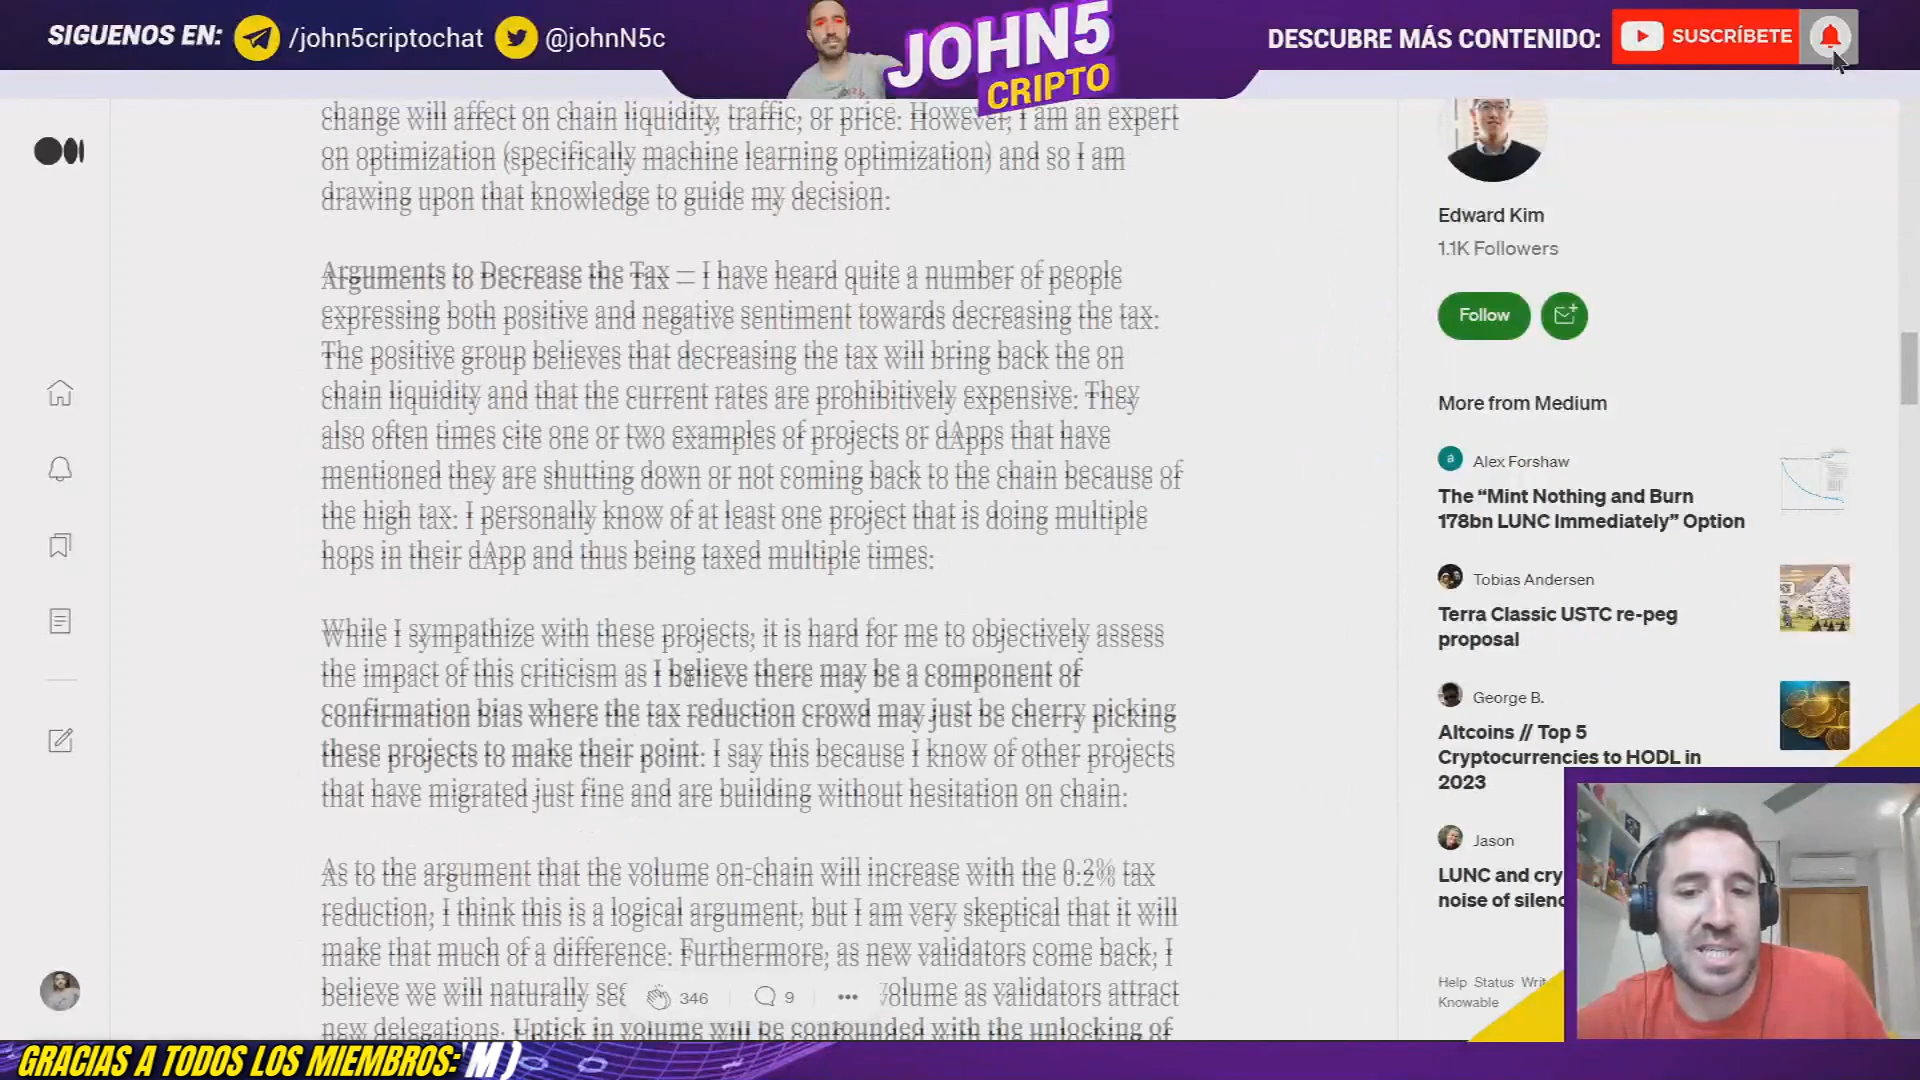 SIGUENOS EN: /john5criptochat @johnN5c
JOHN5
CRIPTO
DESCUBRE MÁS CONTENIDO: SUSCRÍBETE
change will affect on chain liquidity, traffic, or price. However, I am an expert
on optimization (specifically machine learning optimization) and so I am
drawing upon that knowledge to guide my decision:
Arguments to Decrease the Tax — I have heard quite a number of people
expressing both positive and negative sentiment towards decreasing the tax.
The positive group believes that decreasing the tax will bring back the on
chain liquidity and that the current rates are prohibitively expensive. They
also often times cite one or two examples of projects or dApps that have
mentioned they are shutting down or not coming back to the chain because of
the high tax. I personally know of at least one project that is doing multiple
hops in their dApp and thus being taxed multiple times.
While I sympathize with these projects, it is hard for me to objectively assess
the impact of this criticism as I believe there may be a component of
confirmation bias where the tax reduction crowd may just be cherry picking
these projects to make their point. I say this because I know of other projects
that have migrated just fine and are building without hesitation on chain.
As to the argument that the volume on-chain will increase with the 0.2% tax
reduction, I think this is a logical argument, but I am very skeptical that it will
make that much of a difference. Furthermore, as new validators come back, I
believe we will naturally see volume as validators attract
new delegations. Uptick in volume will be confounded with the unlocking of
346 9
Edward Kim
1.1K Followers
Follow
More from Medium
a Alex Forshaw
The “Mint Nothing and Burn
178bn LUNC Immediately” Option
Tobias Andersen
Terra Classic USTC re-peg
proposal
George B.
Altcoins // Top 5
Cryptocurrencies to HODL in
2023
Jason
LUNC and cry
noise of silenc
Help Status Writ
Knowable
GRACIAS A TODOS LOS MIEMBROS: M J